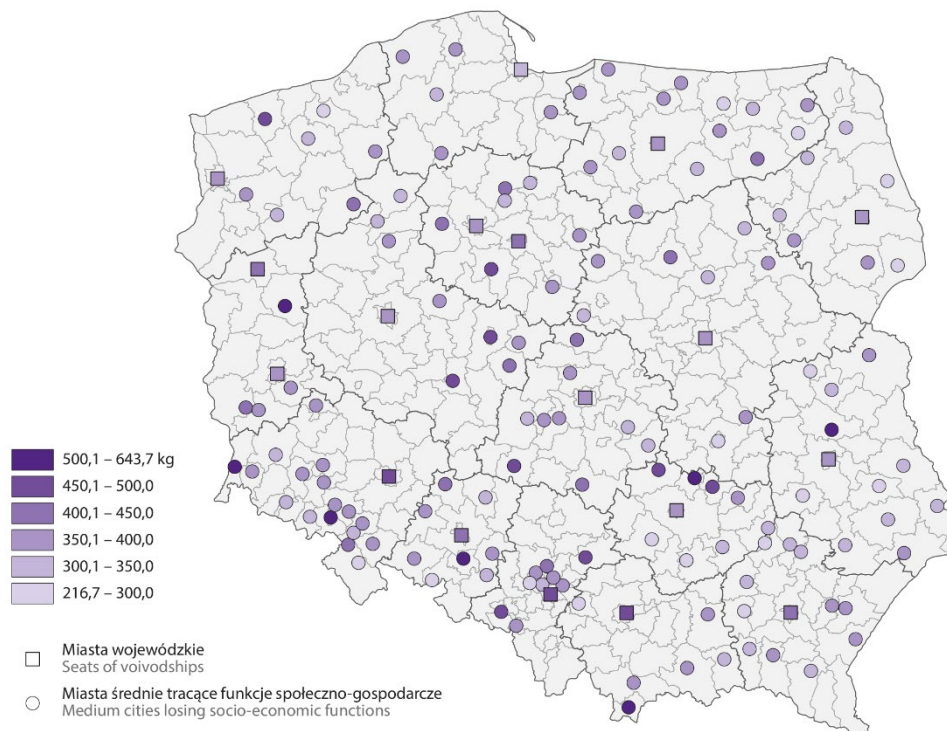 500,1 – 643,7 kg
450,1 – 500,0
400,1 – 450,0
350,1 – 400,0
300,1 – 350,0
216,7 – 300,0
Miasta wojewódzkie
Seats of voivodships
Miasta średnie tracące funkcje społeczno-gospodarcze
Medium cities losing socio-economic functions